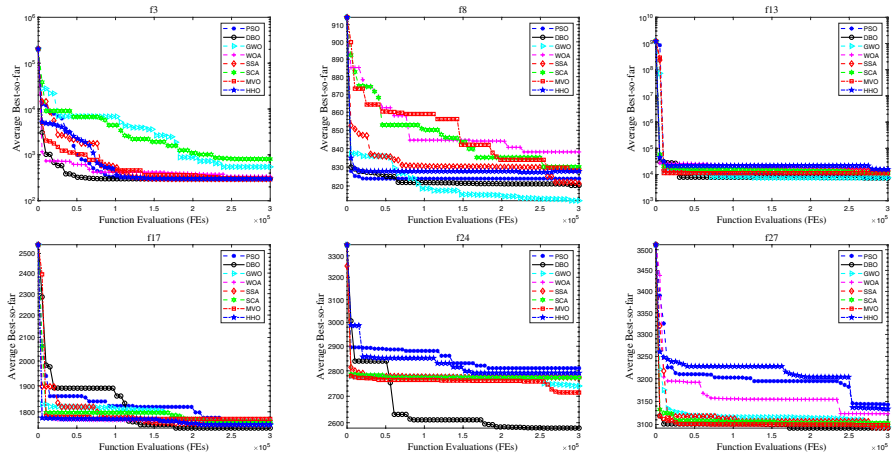 f3
f8
f13
10^6
10^5
10^4
10^3
10^2
Average Best-so-far
PSO
DBO
GWO
WOA
SSA
SCA
MVO
HHO
0 0.5 1 1.5 2 2.5 3
Function Evaluations (FEs) ×10^5
910
900
890
880
870
860
850
840
830
820
Average Best-so-far
PSO
DBO
GWO
WOA
SSA
SCA
MVO
HHO
0 0.5 1 1.5 2 2.5 3
Function Evaluations (FEs) ×10^5
10^10
10^9
10^8
10^7
10^6
10^5
10^4
10^3
Average Best-so-far
PSO
DBO
GWO
WOA
SSA
SCA
MVO
HHO
0 0.5 1 1.5 2 2.5 3
Function Evaluations (FEs) ×10^5
f17
f24
f27
2500
2400
2300
2200
2100
2000
1900
1800
Average Best-so-far
PSO
DBO
GWO
WOA
SSA
SCA
MVO
HHO
0 0.5 1 1.5 2 2.5 3
Function Evaluations (FEs) ×10^5
3300
3200
3100
3000
2900
2800
2700
2600
Average Best-so-far
PSO
DBO
GWO
WOA
SSA
SCA
MVO
HHO
0 0.5 1 1.5 2 2.5 3
Function Evaluations (FEs) ×10^5
3500
3450
3400
3350
3300
3250
3200
3150
3100
Average Best-so-far
PSO
DBO
GWO
WOA
SSA
SCA
MVO
HHO
0 0.5 1 1.5 2 2.5 3
Function Evaluations (FEs) ×10^5